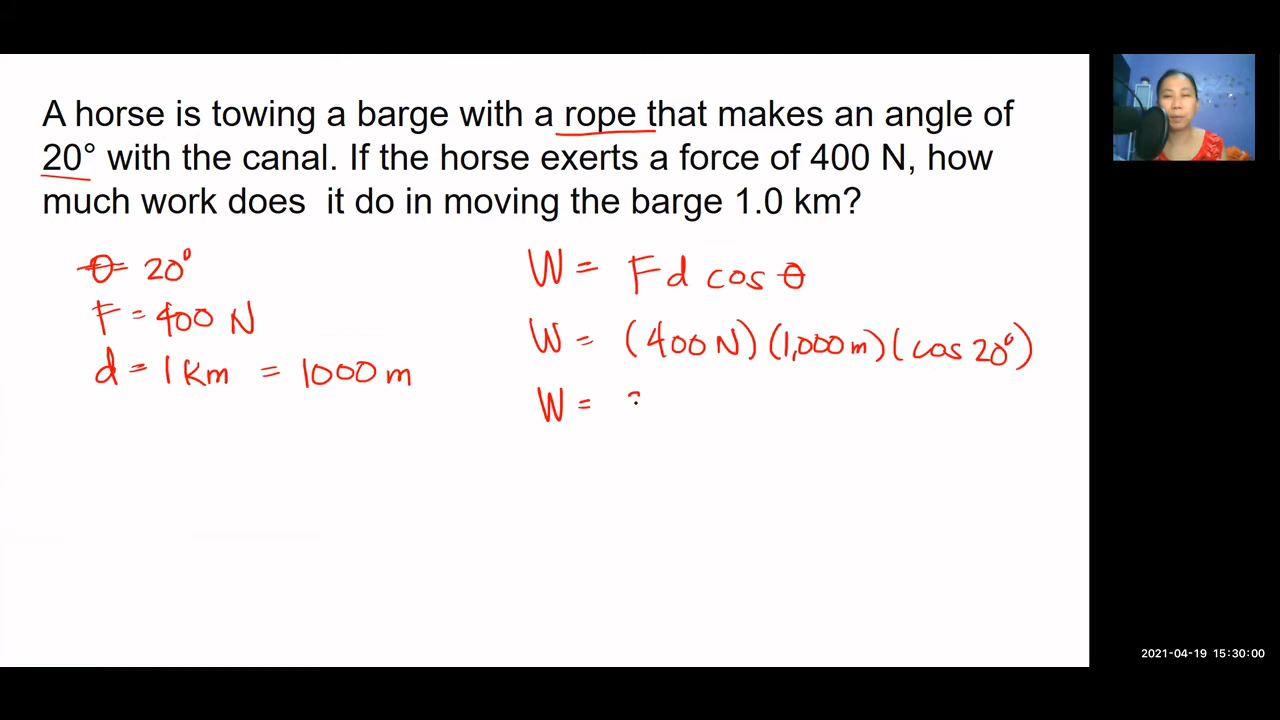 A horse is towing a barge with a rope that makes an angle of
20° with the canal. If the horse exerts a force of 400 N, how
much work does it do in moving the barge 1.0 km?
θ = 20°
F = 400 N
d = 1 km = 1000 m
W = F d cos θ
W = (400 N) (1,000 m) (cos 20°)
W =
2021-04-19 15:30:00